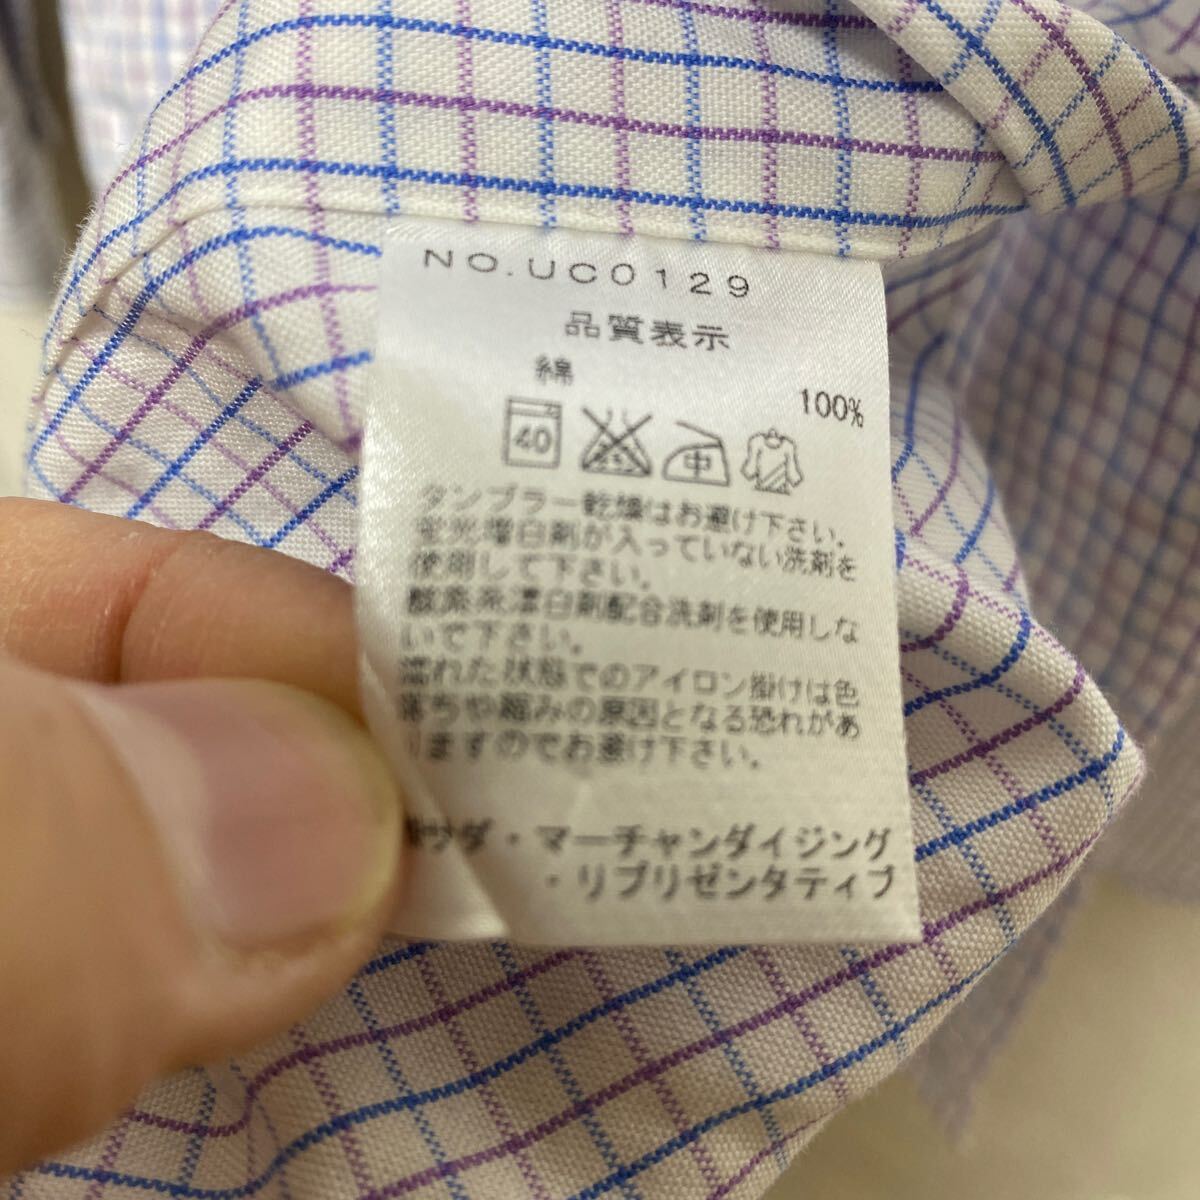 NO.UC0129
品質表示
綿 100%
40 中
タンブラー乾燥はお避け下さい。
蛍光増白剤が入っていない洗剤を
使用して下さい。
酸素系漂白剤配合洗剤を使用しな
いで下さい。
濡れた状態でのアイロン掛けは色
落ちや縮みの原因となる恐れがあ
りますのでお避け下さい。
サダ・マーチャンダイジング
・リプリゼンタティブ